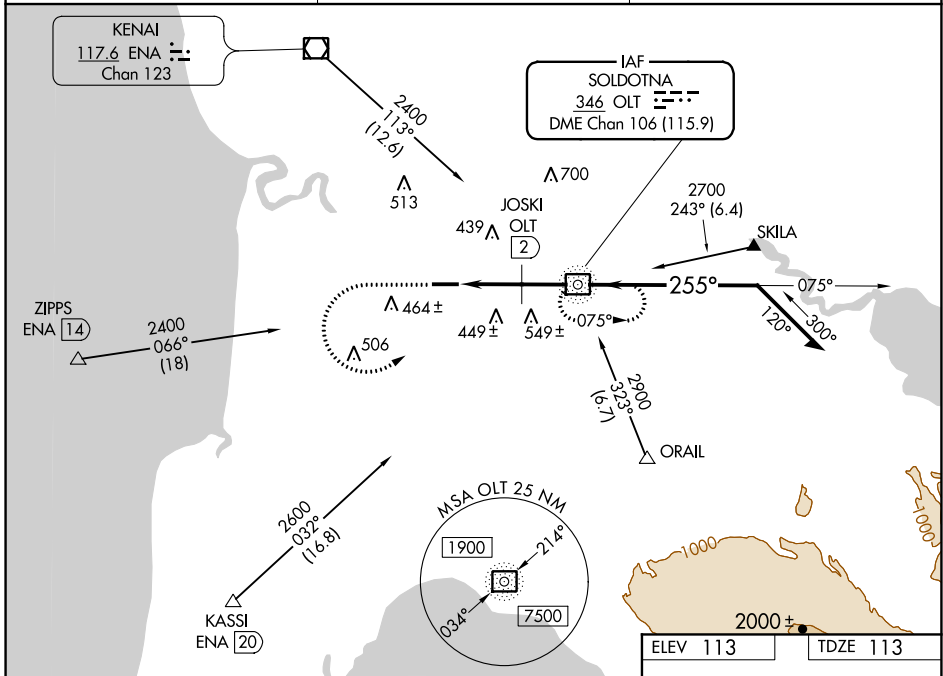 KENAI
117.6 ENA
Chan 123
IAF
SOLDOTNA
346 OLT
DME Chan 106 (115.9)
2400
113°
(12.6)
700
513
JOSKI
OLT
2
439
2700
243° (6.4)
SKILA
255°
075°
ZIPPS
ENA 14
2400
066°
(18)
464±
449±
549±
075°
120°
300°
506
2900
323°
(6.7)
ORAIL
2600
032°
(16.8)
KASSI
ENA 20
MSA OLT 25 NM
1900
214°
034°
7500
1000
1000
2000±
ELEV 113
TDZE 113